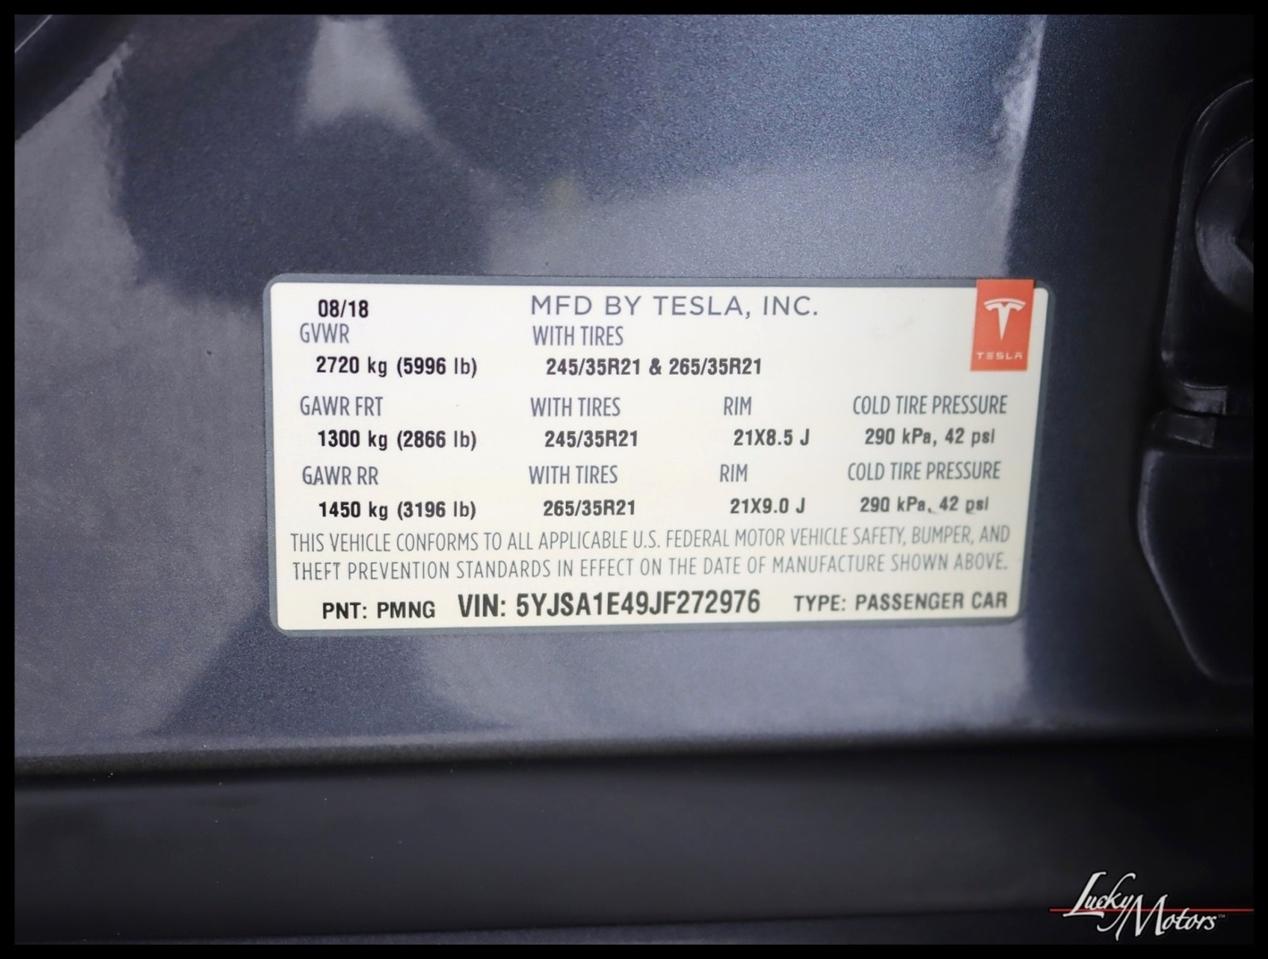 08/18 MFD BY TESLA, INC.
GVWR WITH TIRES
2720 kg (5996 lb) 245/35R21 & 265/35R21
TESLA
GAWR FRT WITH TIRES RIM COLD TIRE PRESSURE
1300 kg (2866 lb) 245/35R21 21X8.5 J 290 kPa, 42 psi
GAWR RR WITH TIRES RIM COLD TIRE PRESSURE
1450 kg (3196 lb) 265/35R21 21X9.0 J 290 kPa, 42 psi
THIS VEHICLE CONFORMS TO ALL APPLICABLE U.S. FEDERAL MOTOR VEHICLE SAFETY, BUMPER, AND
THEFT PREVENTION STANDARDS IN EFFECT ON THE DATE OF MANUFACTURE SHOWN ABOVE.
PNT: PMNG VIN: 5YJSA1E49JF272976 TYPE: PASSENGER CAR
Lucky Motors™